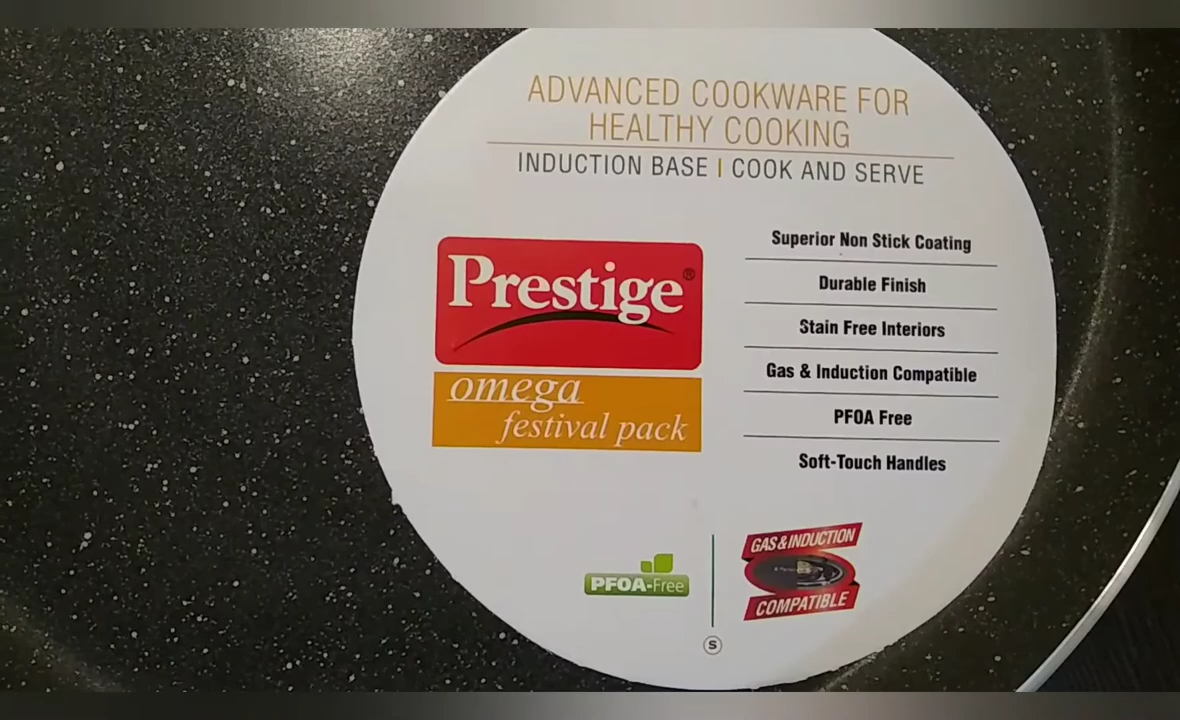 ADVANCED COOKWARE FOR
HEALTHY COOKING
INDUCTION BASE | COOK AND SERVE
Prestige®
omega
festival pack
Superior Non Stick Coating
Durable Finish
Stain Free Interiors
Gas & Induction Compatible
PFOA Free
Soft-Touch Handles
PFOA-Free
GAS & INDUCTION
COMPATIBLE
S